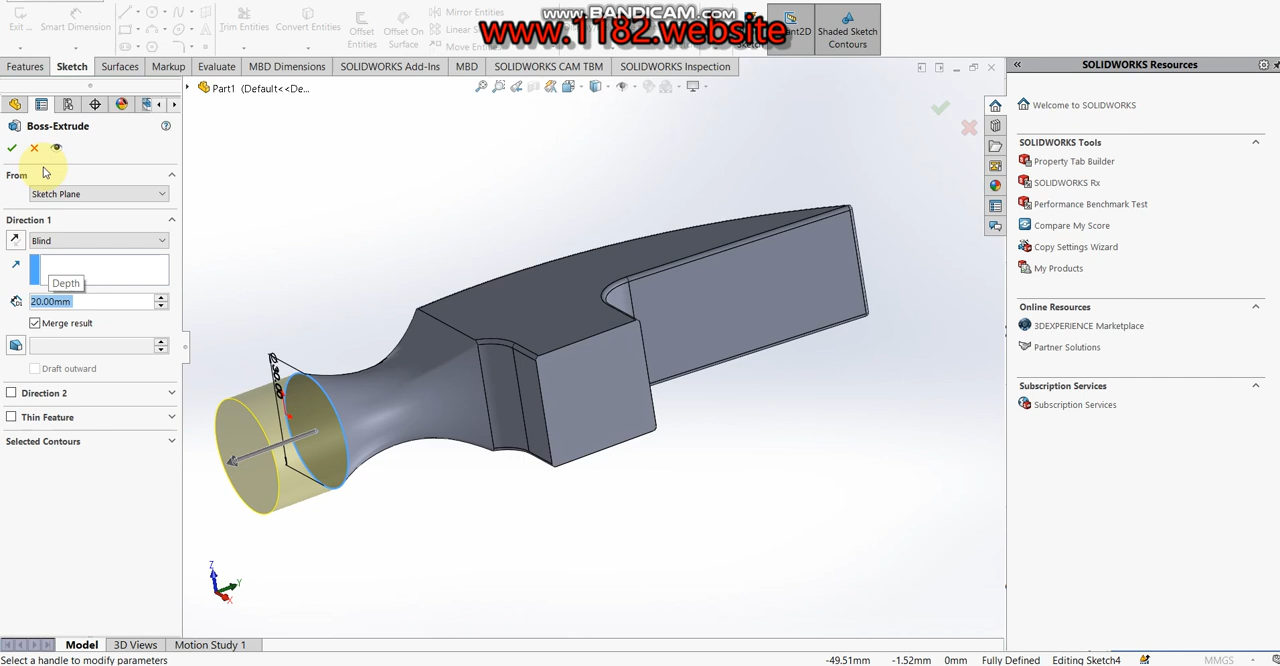 www.BANDICAM.com
www.1182.website
Exit ...
Smart Dimension
Trim Entities
Convert Entities
Offset Entities
Offset On Surface
Mirror Entities
Linear
Move
Shaded Sketch Contours
Features
Sketch
Surfaces
Markup
Evaluate
MBD Dimensions
SOLIDWORKS Add-Ins
MBD
SOLIDWORKS CAM TBM
SOLIDWORKS Inspection
SOLIDWORKS Resources
Part1 (Default<<De...
Boss-Extrude
From
Sketch Plane
Direction 1
Blind
Depth
20.00mm
Merge result
Draft outward
Direction 2
Thin Feature
Selected Contours
Welcome to SOLIDWORKS
SOLIDWORKS Tools
Property Tab Builder
SOLIDWORKS Rx
Performance Benchmark Test
Compare My Score
Copy Settings Wizard
My Products
Online Resources
3DEXPERIENCE Marketplace
Partner Solutions
Subscription Services
Subscription Services
Z
Y
X
Model
3D Views
Motion Study 1
Select a handle to modify parameters
-49.51mm
-1.52mm
0mm
Fully Defined
Editing Sketch4
MMGS